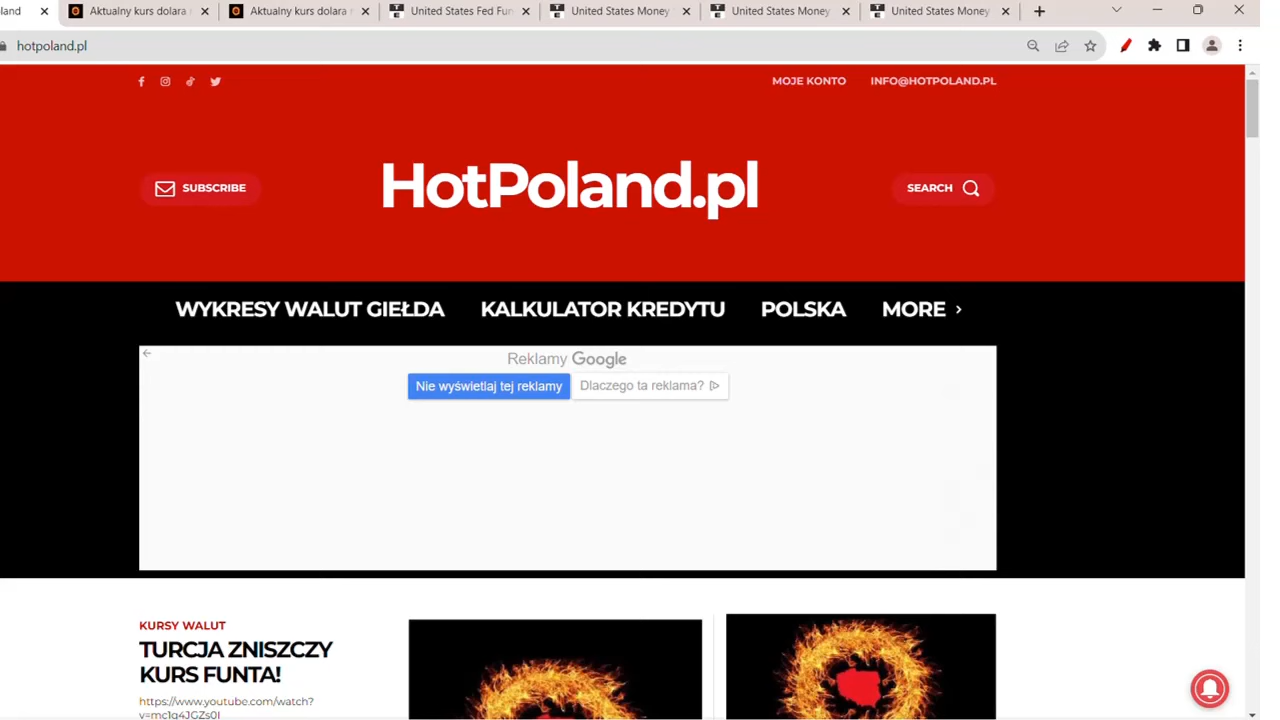 oland
Aktualny kurs dolara
Aktualny kurs dolara
United States Fed Fun
United States Money
United States Money
United States Money
hotpoland.pl
MOJE KONTO
INFO@HOTPOLAND.PL
SUBSCRIBE
HotPoland.pl
SEARCH
WYKRESY WALUT GIEŁDA
KALKULATOR KREDYTU
POLSKA
MORE
Reklamy Google
Nie wyświetlaj tej reklamy
Dlaczego ta reklama?
KURSY WALUT
TURCJA ZNISZCZY
KURS FUNTA!
https://www.youtube.com/watch?